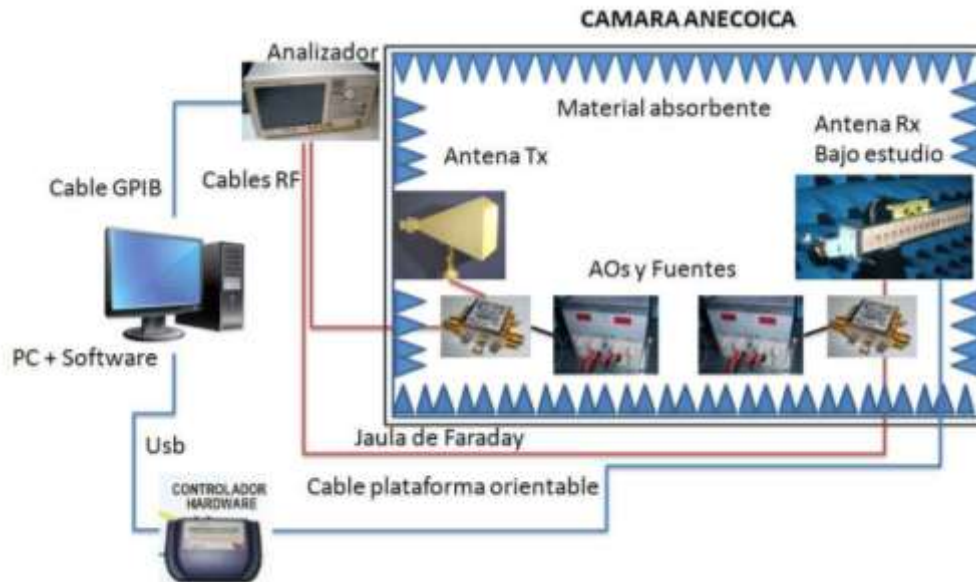 CAMARA ANECOICA
Analizador
Material absorbente
Antena Rx
Bajo estudio
Antena Tx
Cables RF
Cable GPIB
AOs y Fuentes
PC + Software
Jaula de Faraday
Usb
Cable plataforma orientable
CONTROLADOR
HARDWARE